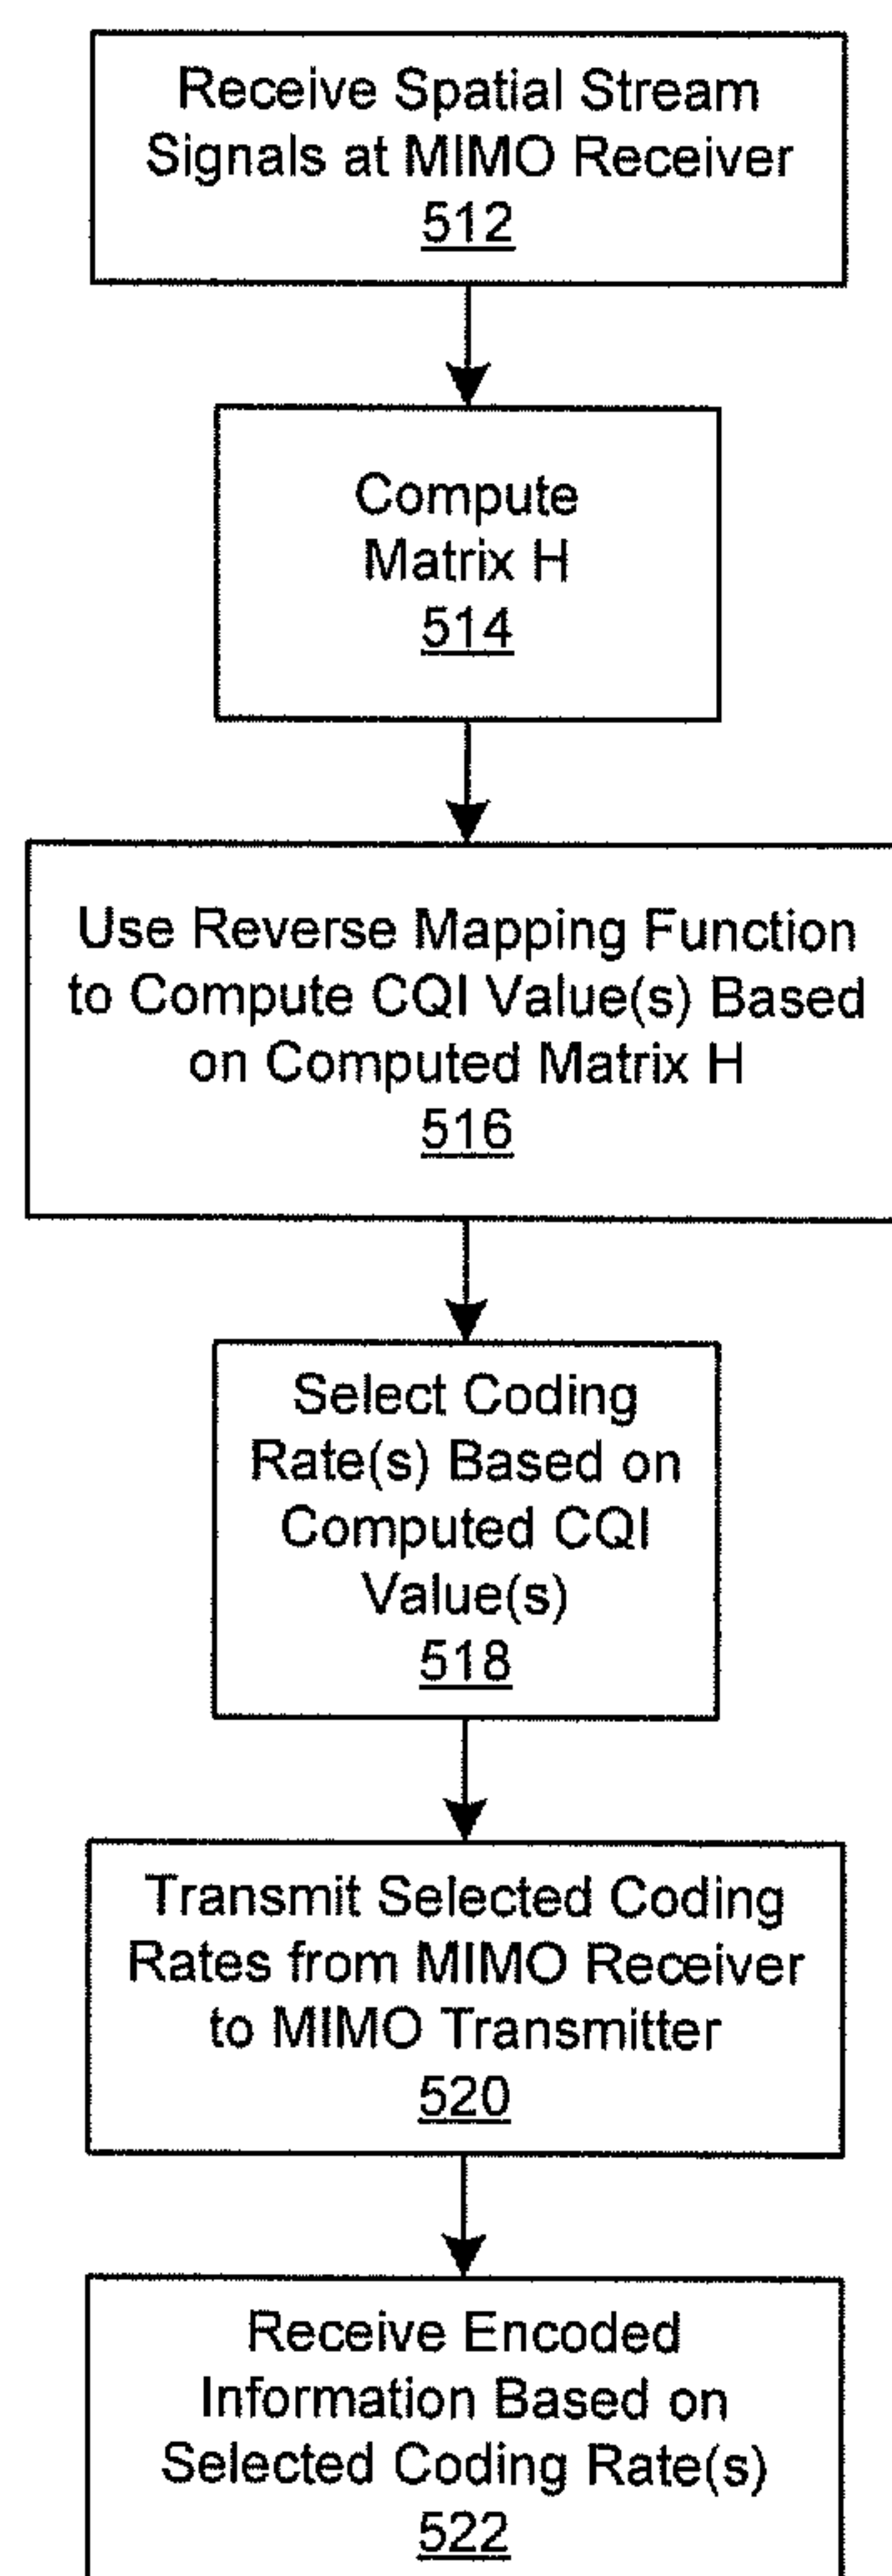 Receive Spatial Stream
Signals at MIMO Receiver
512
Compute
Matrix H
514
Use Reverse Mapping Function
to Compute CQI Value(s) Based
on Computed Matrix H
516
Select Coding
Rate(s) Based on
Computed CQI
Value(s)
518
Transmit Selected Coding
Rates from MIMO Receiver
to MIMO Transmitter
520
Receive Encoded
Information Based on
Selected Coding Rate(s)
522